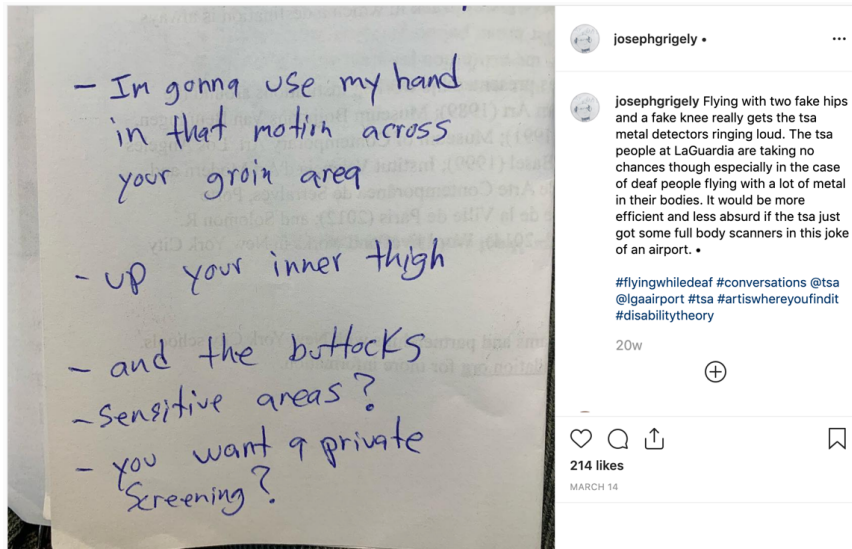 - Im gonna use my hand
in that motion across
your groin area
- up your inner thigh
- and the buttocks
- Sensitive areas?
- you want a private
Screening?
josephgrigely •
josephgrigely Flying with two fake hips
and a fake knee really gets the tsa
metal detectors ringing loud. The tsa
people at LaGuardia are taking no
chances though especially in the case
of deaf people flying with a lot of metal
in their bodies. It would be more
efficient and less absurd if the tsa just
got some full body scanners in this joke
of an airport. •
#flyingwhiledeaf #conversations @tsa
@lgaairport #tsa #artiswhereyoufindit
#disabilitytheory
20w
214 likes
MARCH 14